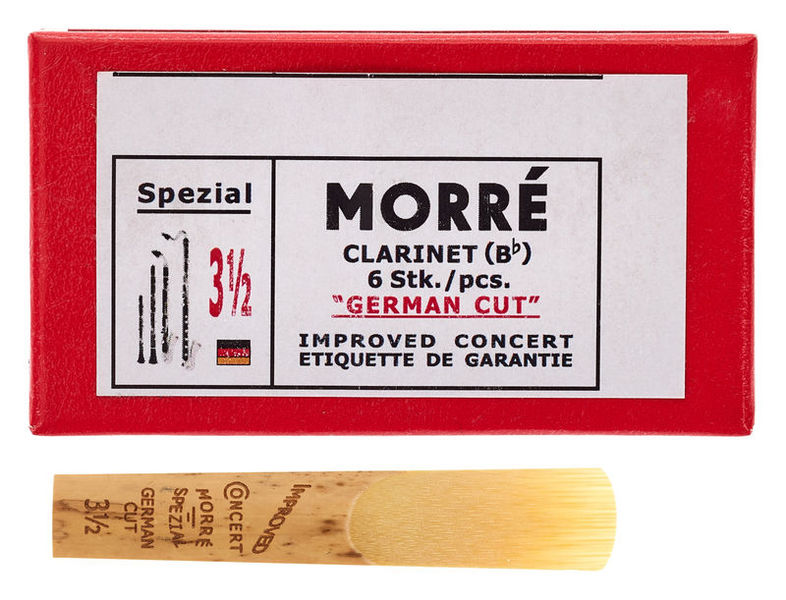 Spezial
3½
MORRÉ
CLARINET (B♭)
6 Stk./pcs.
"GERMAN CUT"
IMPROVED CONCERT
ETIQUETTE DE GARANTIE
IMPROVED
CONCERT
MORRÉ
SPEZIAL
GERMAN
CUT
3½